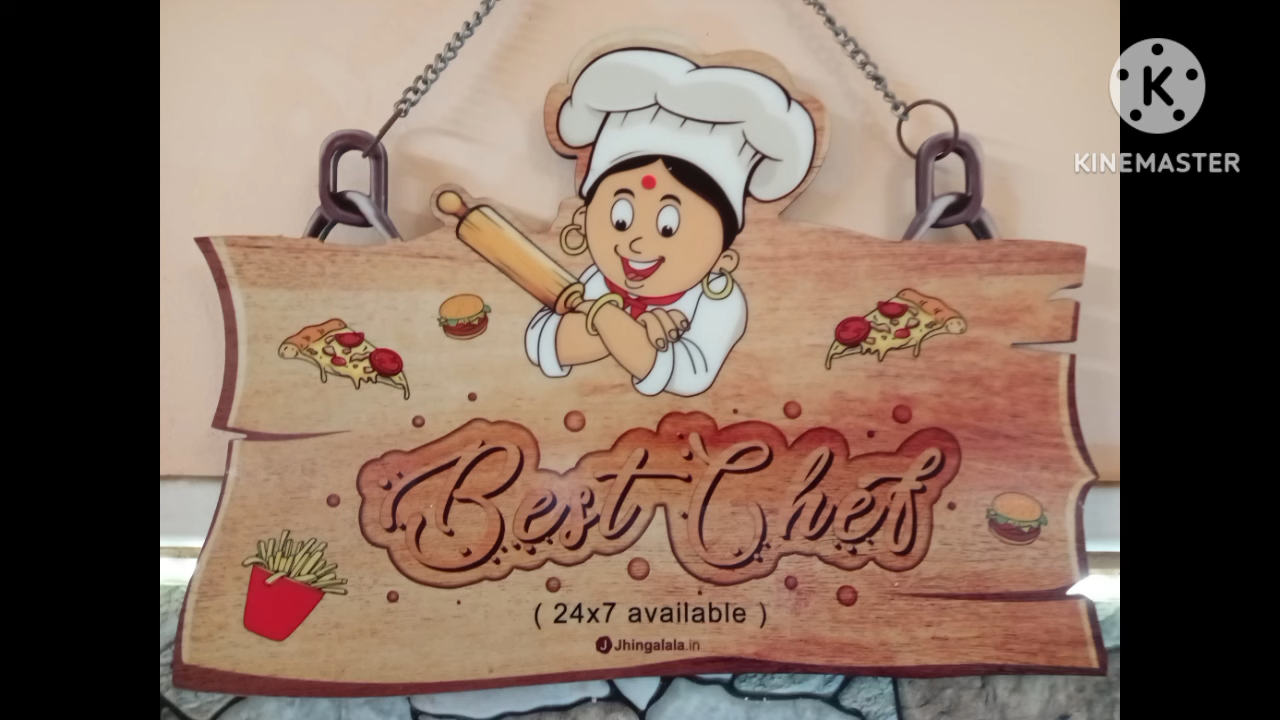 K
KINEMASTER
Best Chef
( 24x7 available )
J Jhingalala.in